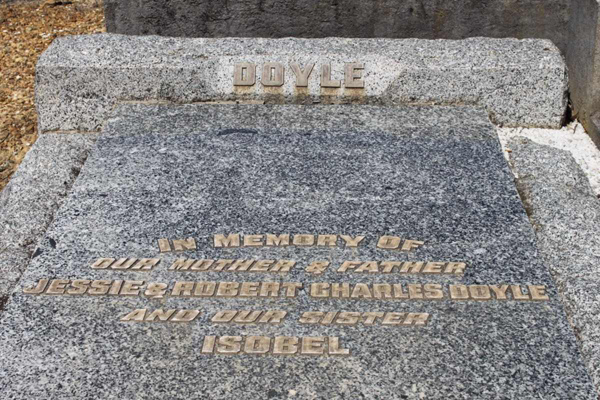 DOYLE
IN MEMORY OF
OUR MOTHER & FATHER
JESSIE & ROBERT CHARLES DOYLE
AND OUR SISTER
ISOBEL